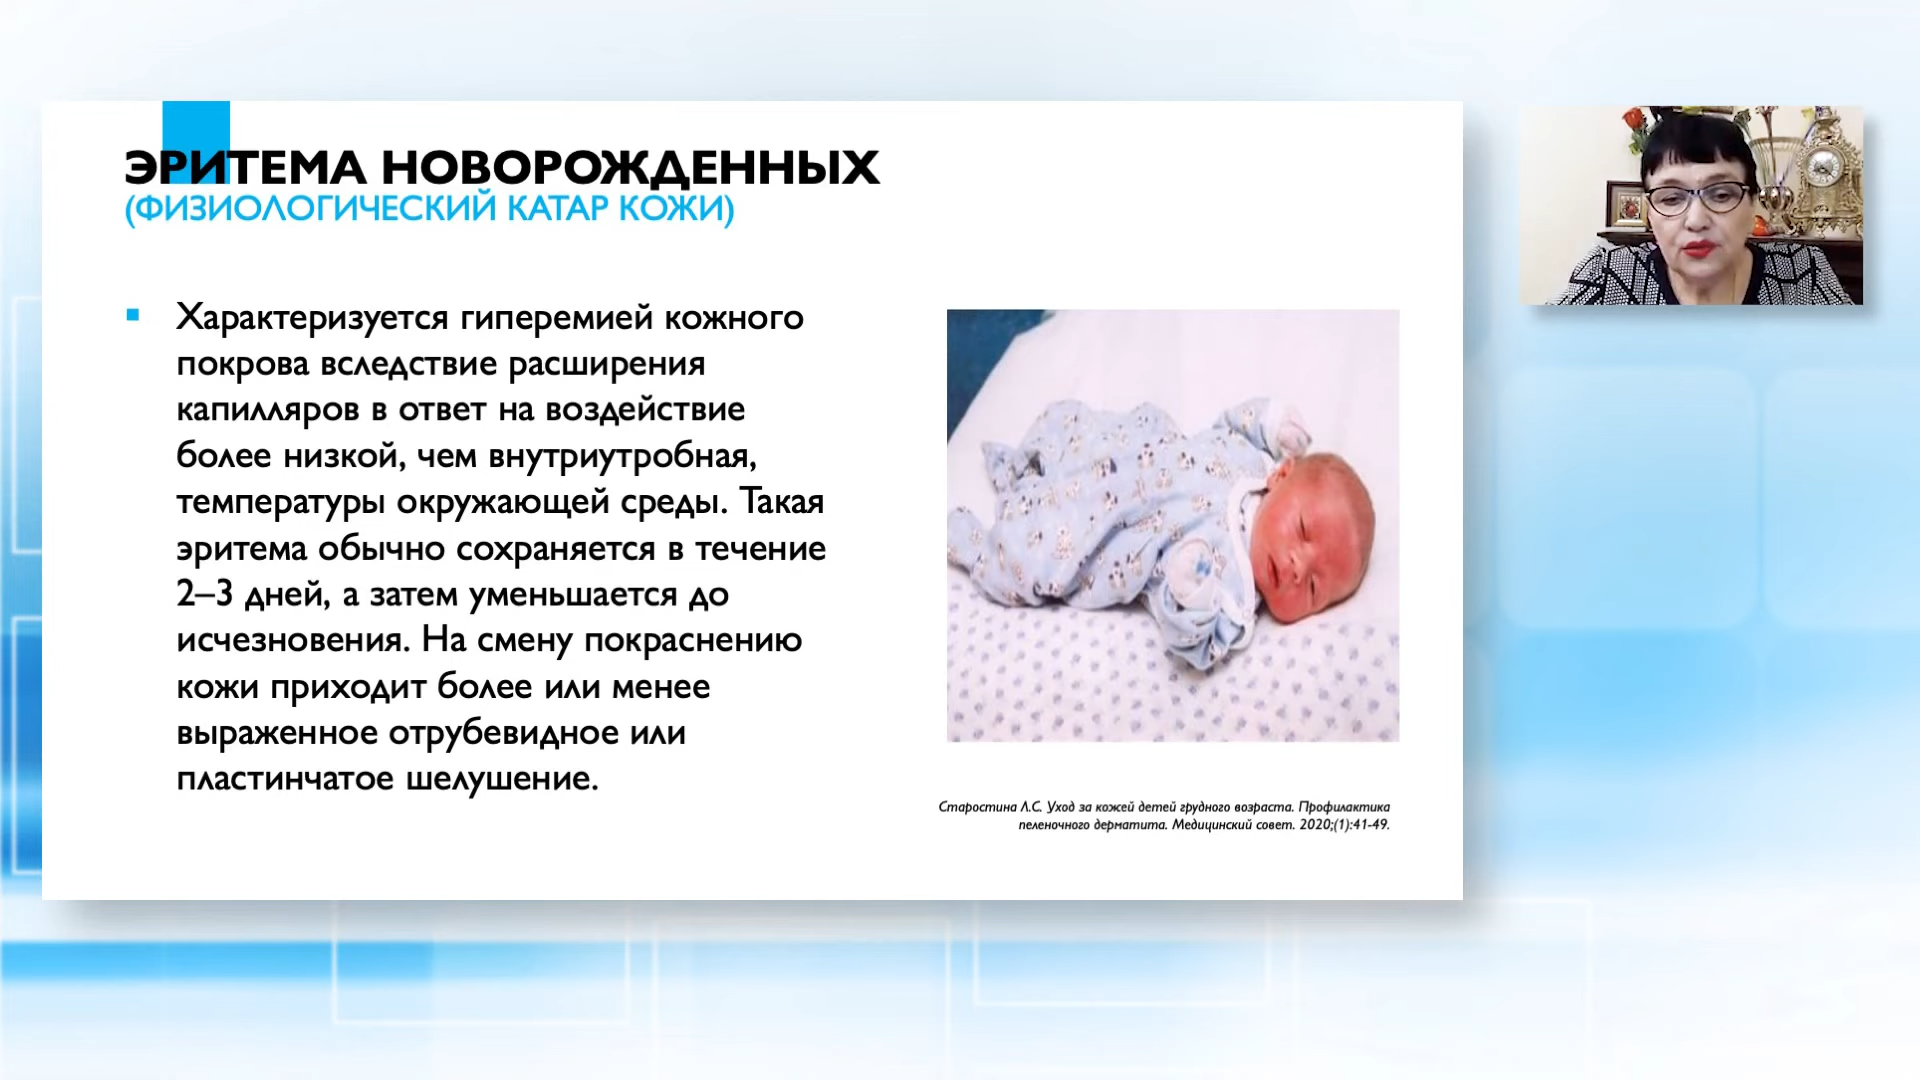 ЭРИТЕМА НОВОРОЖДЕННЫХ
(ФИЗИОЛОГИЧЕСКИЙ КАТАР КОЖИ)
Характеризуется гиперемией кожного
покрова вследствие расширения
капилляров в ответ на воздействие
более низкой, чем внутриутробная,
температуры окружающей среды. Такая
эритема обычно сохраняется в течение
2–3 дней, а затем уменьшается до
исчезновения. На смену покраснению
кожи приходит более или менее
выраженное отрубевидное или
пластинчатое шелушение.
Старостина Л.С. Уход за кожей детей грудного возраста. Профилактика
пеленочного дерматита. Медицинский совет. 2020;(1):41-49.